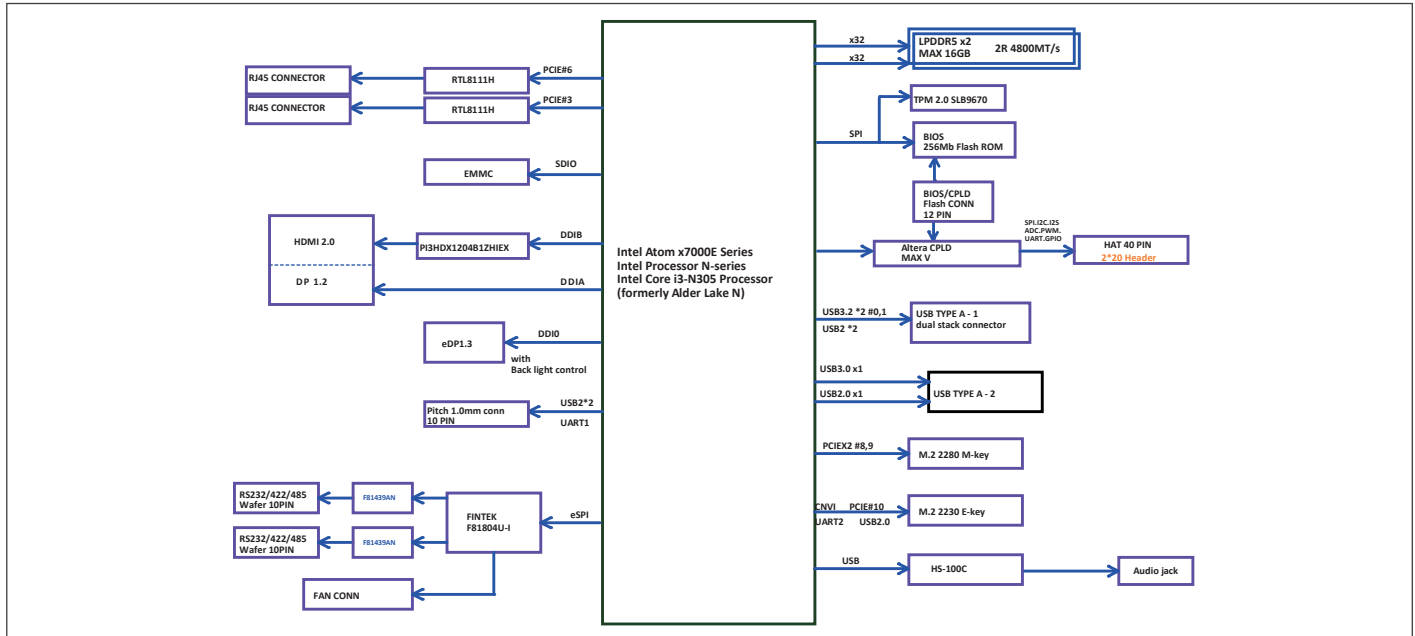 RJ45 CONNECTOR
RTL8111H
PCIE#6
RJ45 CONNECTOR
RTL8111H
PCIE#3
EMMC
SDIO
HDMI 2.0
DP 1.2
PI3HDX1204B1ZHIEX
DDIB
DDIA
eDP1.3
DDI0
with
Back light control
Pitch 1.0mm conn
10 PIN
USB2*2
UART1
RS232/422/485
Wafer 10PIN
F81439AN
RS232/422/485
Wafer 10PIN
F81439AN
FINTEK
F81804U-I
eSPI
FAN CONN
Intel Atom x7000E Series
Intel Processor N-series
Intel Core i3-N305 Processor
(formerly Alder Lake N)
x32
x32
LPDDR5 x2
MAX 16GB
2R 4800MT/s
TPM 2.0 SLB9670
SPI
BIOS
256Mb Flash ROM
BIOS/CPLD
Flash CONN
12 PIN
Altera CPLD
MAX V
SPI.I2C.I2S
ADC.PWM.
UART.GPIO
HAT 40 PIN
2*20 Header
USB3.2 *2 #0,1
USB2 *2
USB TYPE A - 1
dual stack connector
USB3.0 x1
USB2.0 x1
USB TYPE A - 2
PCIEX2 #8,9
M.2 2280 M-key
CNVI PCIE#10
UART2 USB2.0
M.2 2230 E-key
USB
HS-100C
Audio jack